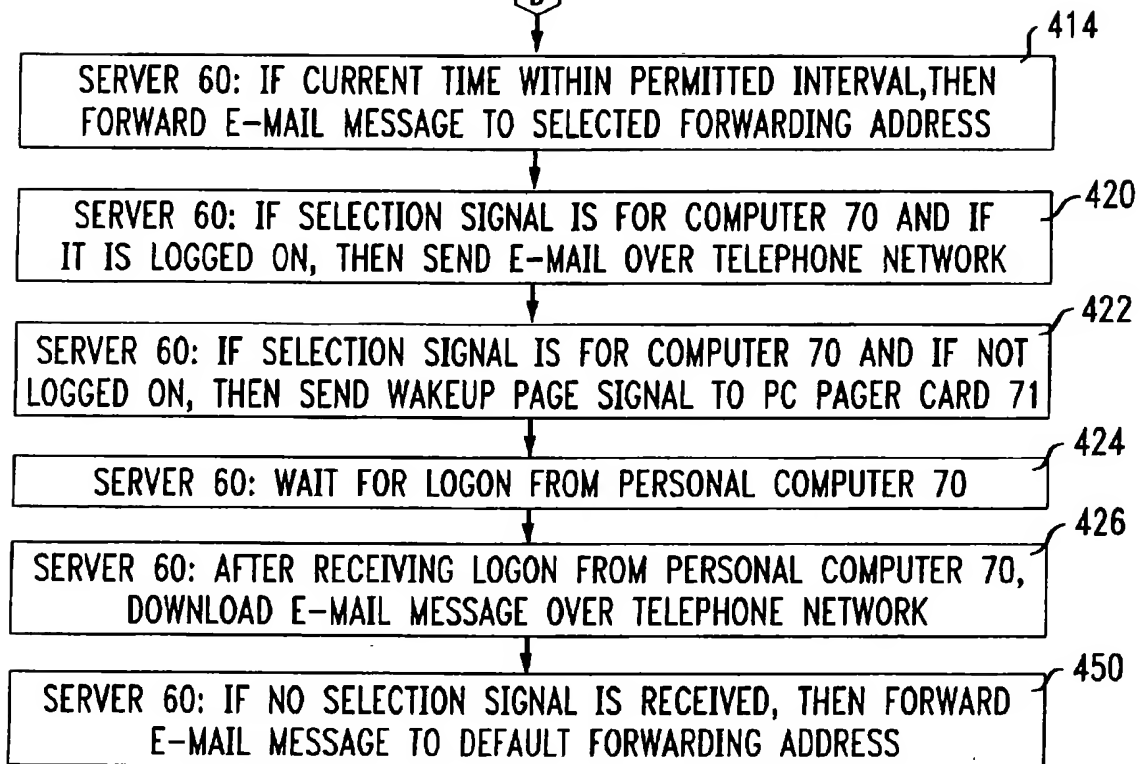 414
SERVER 60: IF CURRENT TIME WITHIN PERMITTED INTERVAL,THEN
FORWARD E-MAIL MESSAGE TO SELECTED FORWARDING ADDRESS
420
SERVER 60: IF SELECTION SIGNAL IS FOR COMPUTER 70 AND IF
IT IS LOGGED ON, THEN SEND E-MAIL OVER TELEPHONE NETWORK
422
SERVER 60: IF SELECTION SIGNAL IS FOR COMPUTER 70 AND IF NOT
LOGGED ON, THEN SEND WAKEUP PAGE SIGNAL TO PC PAGER CARD 71
424
SERVER 60: WAIT FOR LOGON FROM PERSONAL COMPUTER 70
426
SERVER 60: AFTER RECEIVING LOGON FROM PERSONAL COMPUTER 70,
DOWNLOAD E-MAIL MESSAGE OVER TELEPHONE NETWORK
450
SERVER 60: IF NO SELECTION SIGNAL IS RECEIVED, THEN FORWARD
E-MAIL MESSAGE TO DEFAULT FORWARDING ADDRESS